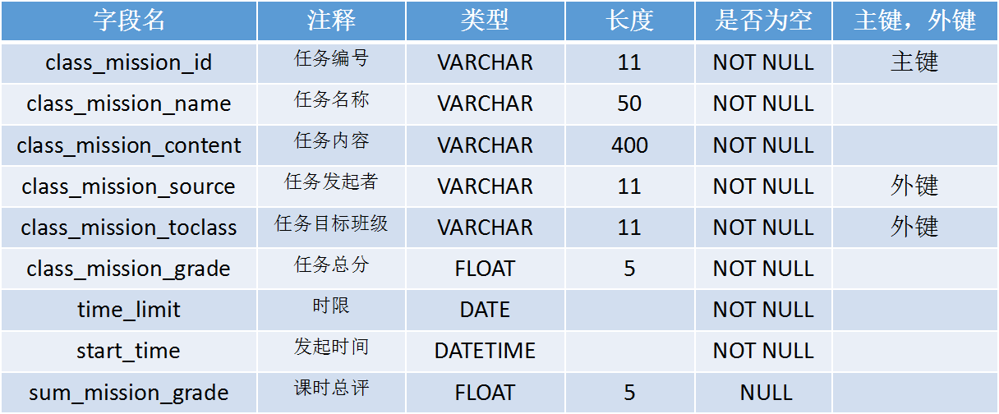 字段名 注释 类型 长度 是否为空 主键，外键
class_mission_id 任务编号 VARCHAR 11 NOT NULL 主键
class_mission_name 任务名称 VARCHAR 50 NOT NULL
class_mission_content 任务内容 VARCHAR 400 NOT NULL
class_mission_source 任务发起者 VARCHAR 11 NOT NULL 外键
class_mission_toclass 任务目标班级 VARCHAR 11 NOT NULL 外键
class_mission_grade 任务总分 FLOAT 5 NOT NULL
time_limit 时限 DATE NOT NULL
start_time 发起时间 DATETIME NOT NULL
sum_mission_grade 课时总评 FLOAT 5 NULL